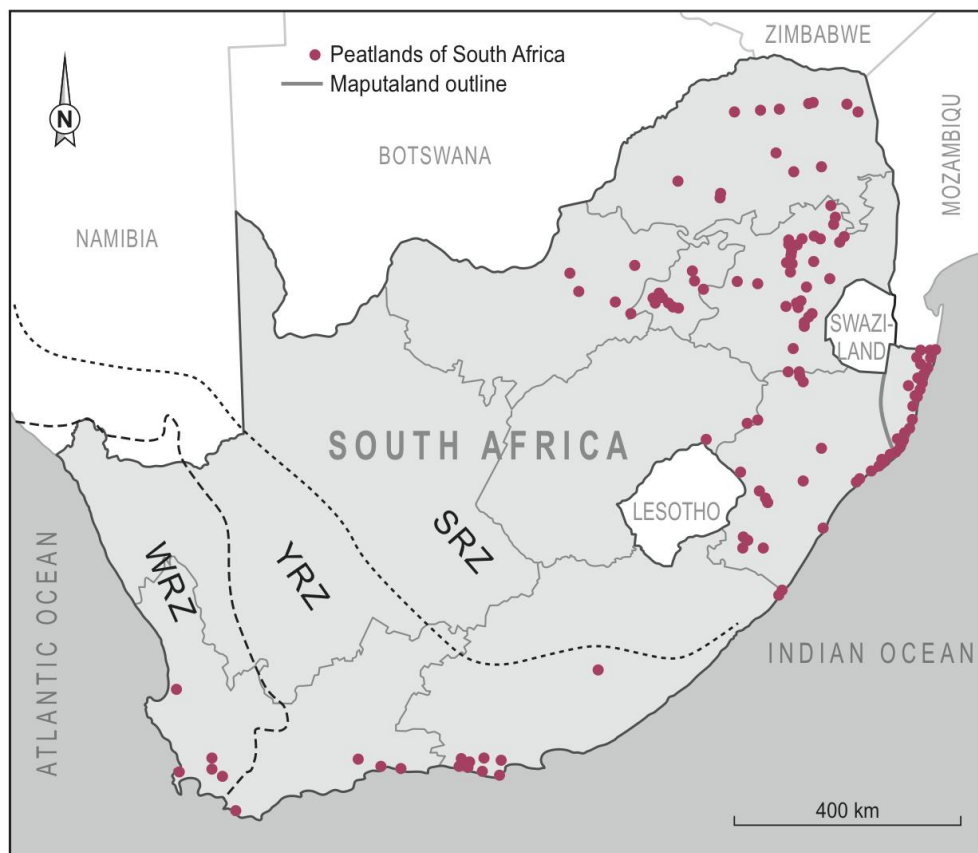 ZIMBABWE
Peatlands of South Africa
Maputaland outline
N
BOTSWANA
MOZAMBIQU
NAMIBIA
SWAZI-
LAND
SOUTH AFRICA
LESOTHO
SRZ
YRZ
WRZ
ATLANTIC OCEAN
INDIAN OCEAN
400 km